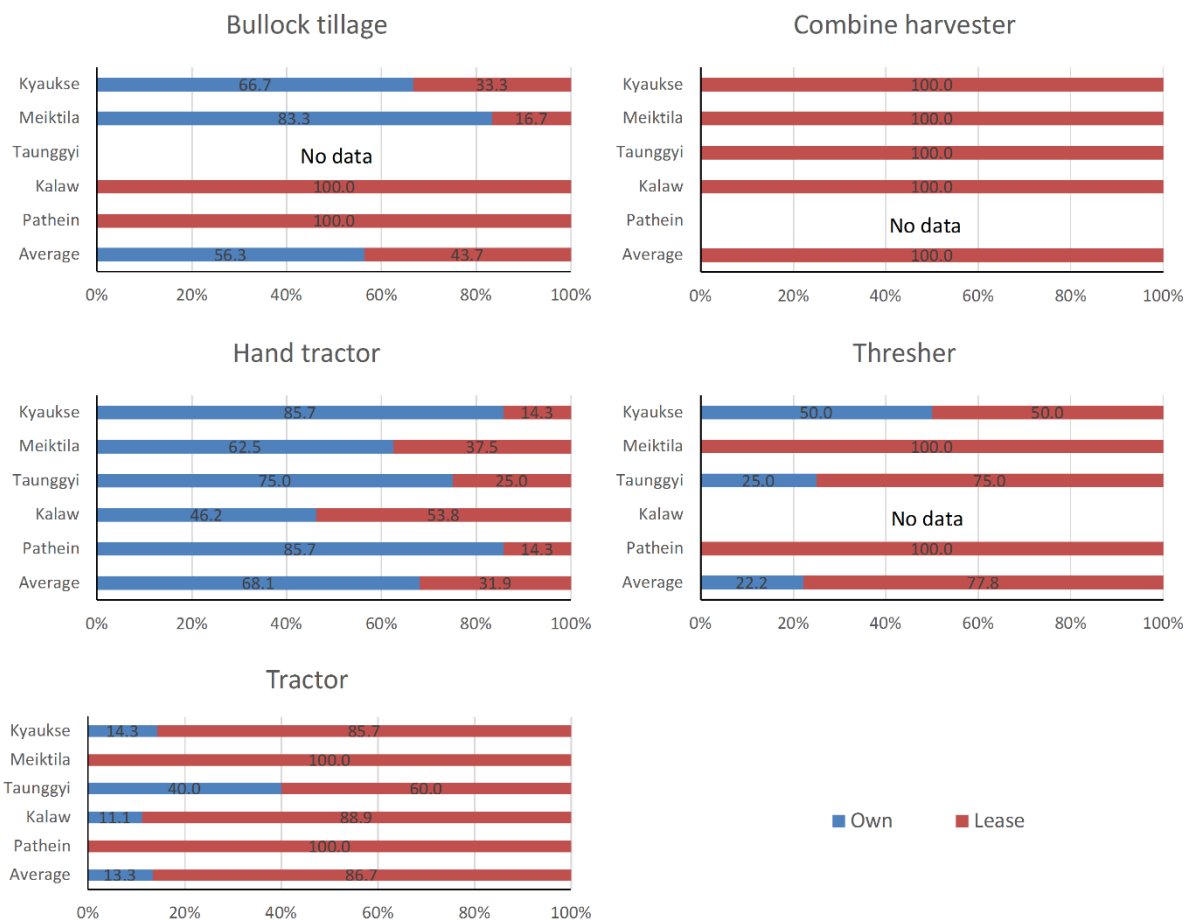 Bullock tillage
Kyaukse 66.7 33.3
Meiktila 83.3 16.7
Taunggyi No data
Kalaw 100.0
Pathein 100.0
Average 56.3 43.7
0% 20% 40% 60% 80% 100%
Combine harvester
Kyaukse 100.0
Meiktila 100.0
Taunggyi 100.0
Kalaw 100.0
Pathein No data
Average 100.0
0% 20% 40% 60% 80% 100%
Hand tractor
Kyaukse 85.7 14.3
Meiktila 62.5 37.5
Taunggyi 75.0 25.0
Kalaw 46.2 53.8
Pathein 85.7 14.3
Average 68.1 31.9
0% 20% 40% 60% 80% 100%
Thresher
Kyaukse 50.0 50.0
Meiktila 100.0
Taunggyi 25.0 75.0
Kalaw No data
Pathein 100.0
Average 22.2 77.8
0% 20% 40% 60% 80% 100%
Tractor
Kyaukse 14.3 85.7
Meiktila 100.0
Taunggyi 40.0 60.0
Kalaw 11.1 88.9
Pathein 100.0
Average 13.3 86.7
0% 20% 40% 60% 80% 100%
Own Lease